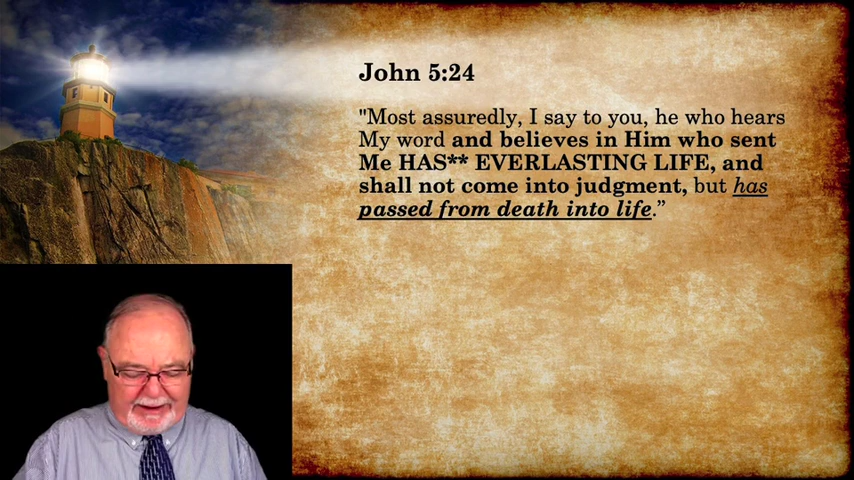 John 5:24
"Most assuredly, I say to you, he who hears
My word and believes in Him who sent
Me HAS** EVERLASTING LIFE, and
shall not come into judgment, but has
passed from death into life.”